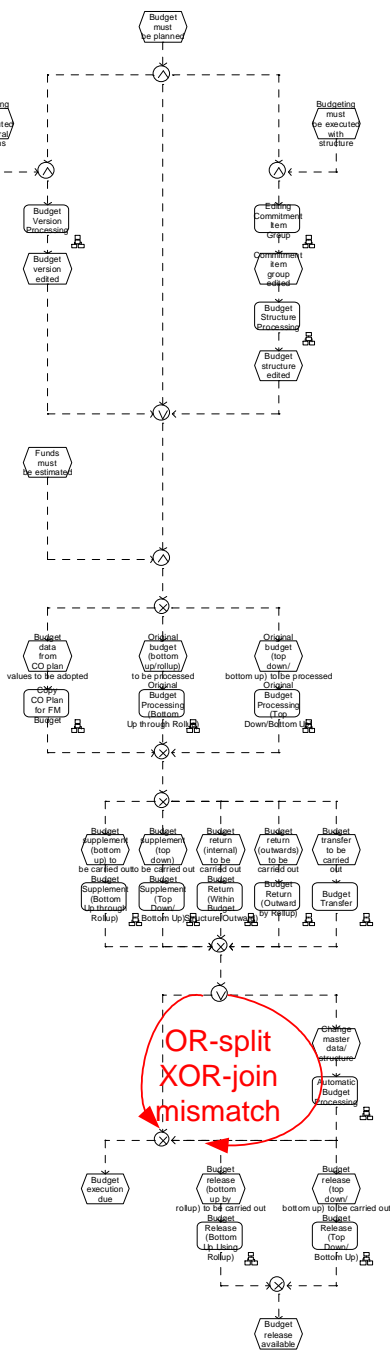 Budget
must
be planned
ng
uted
ral
ns
Budgeting
must
be executed
with
structure
Budget
Version
Processing
Budget
version
edited
Editing
Commitment
Item
Group
Commitment
item
group
edited
Budget
Structure
Processing
Budget
structure
edited
Funds
must
be estimated
Budget
data
from
CO plan
values to be adopted
Copy
CO Plan
for FM
Budget
Original
budget
(bottom
up/rollup)
to be processed
Original
Budget
Processing
(Bottom
Up through Rollup)
Original
budget
(top
down/
bottom up) to be processed
Original
Budget
Processing
(Top
Down/Bottom Up)
Budget
supplement
(bottom
up) to
be carried out
Budget
Supplement
(Bottom
Up through
Rollup)
Budget
supplement
(top
down) to
be carried out
Budget
Supplement
(Top
Down/
Bottom Up)
Budget
return
(internal)
to be
carried out
Budget
Return
(Within
Budget
Structure/Outward)
Budget
return
(outwards)
to be
carried out
Budget
Return
(Outward
by Rollup)
Budget
transfer
to be
carried
out
Budget
Transfer
Change
master
data/
structure
Automatic
Budget
Processing
OR-split
XOR-join
mismatch
Budget
execution
due
Budget
release
(bottom
up by
rollup) to be carried out
Budget
Release
(Bottom
Up Using
Rollup)
Budget
release
(top
down/
bottom up) to be carried out
Budget
Release
(Top
Down/
Bottom Up)
Budget
release
available